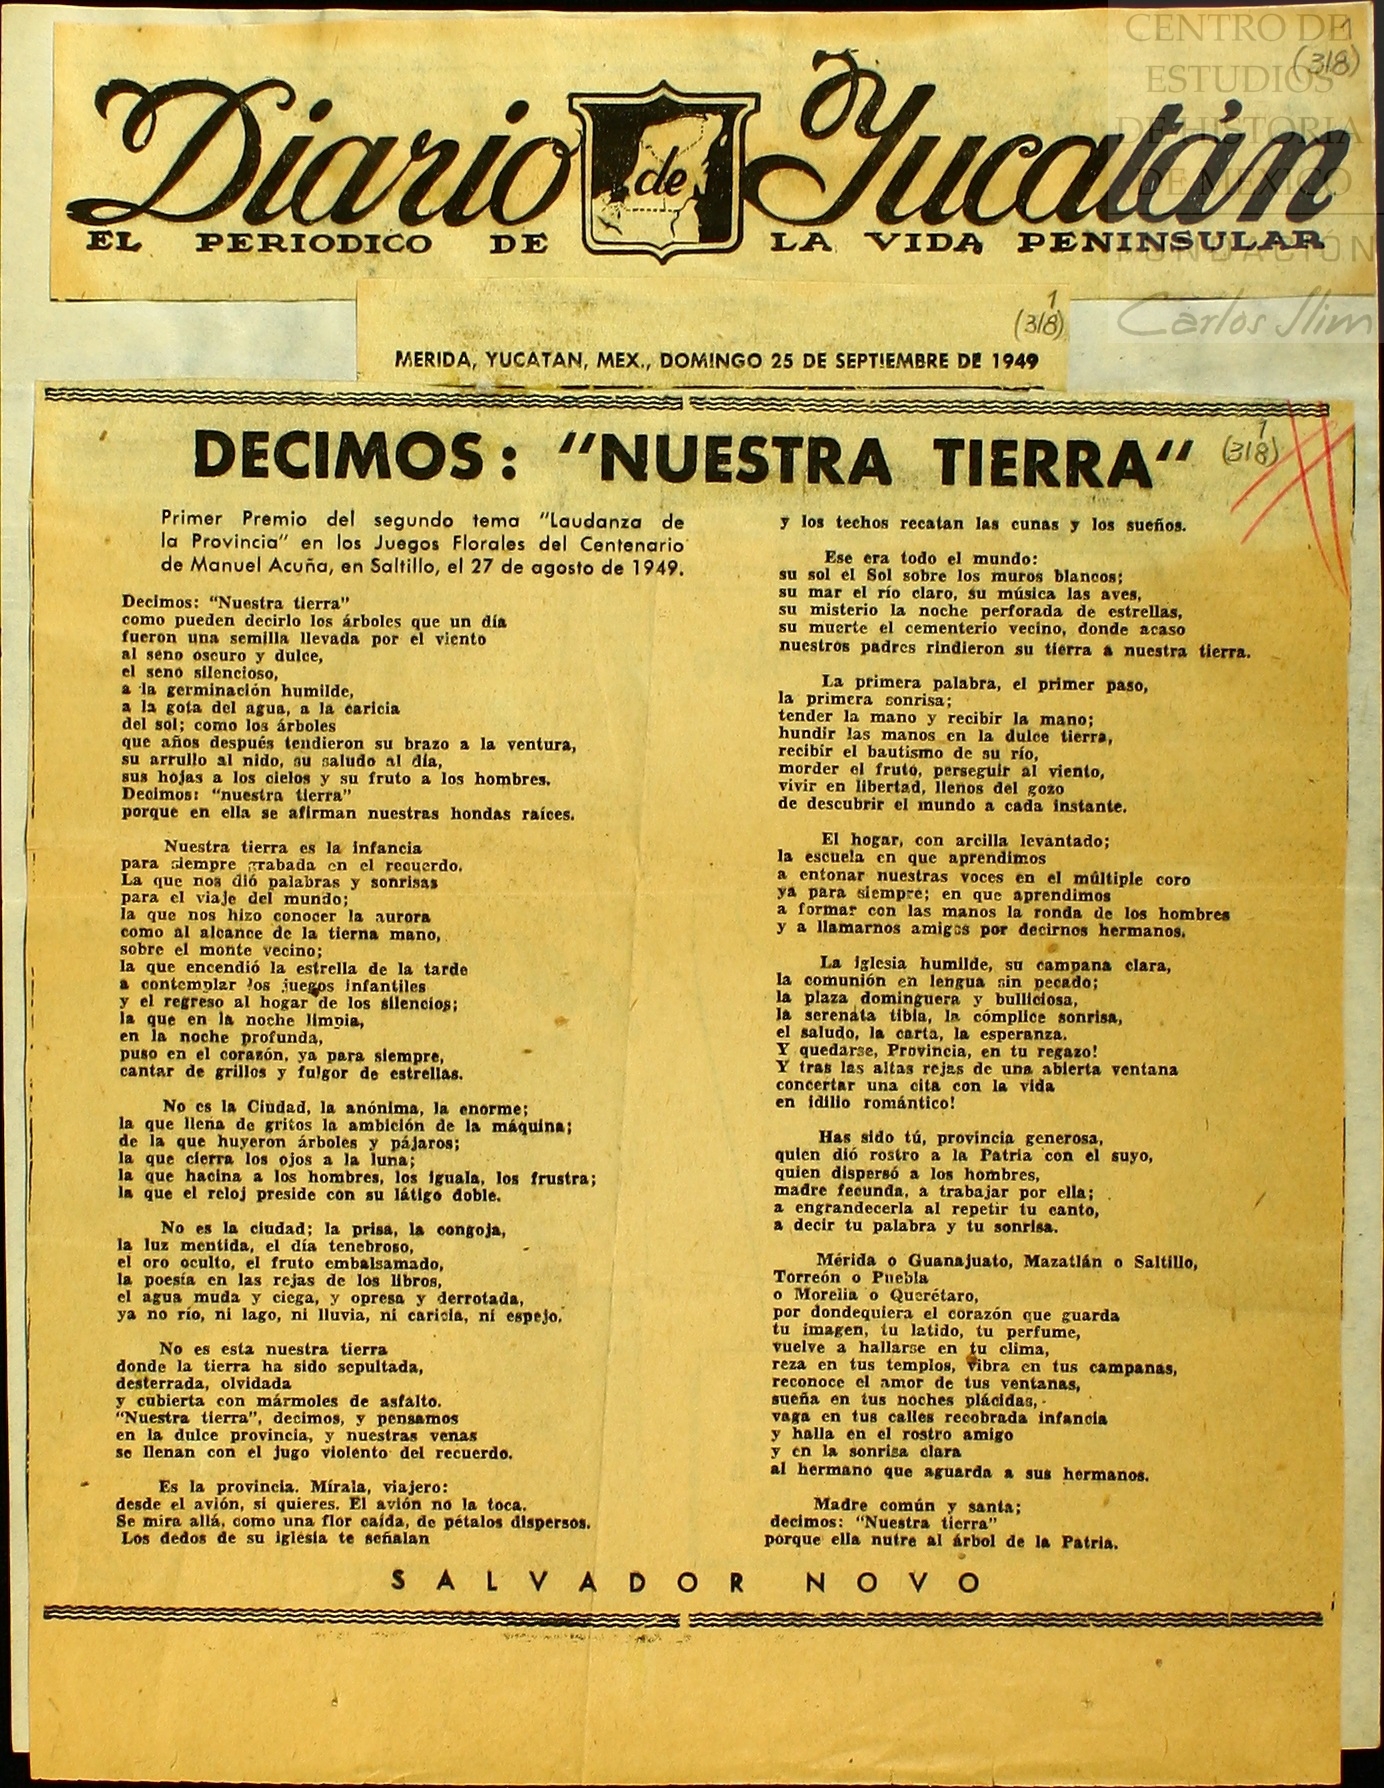 CENTRO DE
ESTUDIOS
DE HISTORIA
DE MÉXICO
FUNDACIÓN
Carlos Slim
1
(318)
Diario de Yucatán
EL PERIODICO DE LA VIDA PENINSULAR
1
(318)
MERIDA, YUCATAN, MEX., DOMINGO 25 DE SEPTIEMBRE DE 1949
DECIMOS: "NUESTRA TIERRA"
1
(318)
Primer Premio del segundo tema "Laudanza de
la Provincia" en los Juegos Florales del Centenario
de Manuel Acuña, en Saltillo, el 27 de agosto de 1949.
Decimos: "Nuestra tierra"
como pueden decirlo los árboles que un día
fueron una semilla llevada por el viento
al seno oscuro y dulce,
el seno silencioso,
a la germinación humilde,
a la gota del agua, a la caricia
del sol; como los árboles
que años después tendieron su brazo a la ventura,
su arrullo al nido, su saludo al día,
sus hojas a los cielos y su fruto a los hombres.
Decimos: "nuestra tierra"
porque en ella se afirman nuestras hondas raíces.
Nuestra tierra es la infancia
para siempre grabada en el recuerdo.
La que nos dió palabras y sonrisas
para el viaje del mundo;
la que nos hizo conocer la aurora
como al alcance de la tierna mano,
sobre el monte vecino;
la que encendió la estrella de la tarde
a contemplar los juegos infantiles
y el regreso al hogar de los silencios;
la que en la noche limpia,
en la noche profunda,
puso en el corazón, ya para siempre,
cantar de grillos y fulgor de estrellas.
No es la Ciudad, la anónima, la enorme;
la que llena de gritos la ambición de la máquina;
de la que huyeron árboles y pájaros;
la que cierra los ojos a la luna;
la que hacina a los hombres, los iguala, los frustra;
la que el reloj preside con su látigo doble.
No es la ciudad; la prisa, la congoja,
la luz mentida, el día tenebroso,
el oro oculto, el fruto embalsamado,
la poesía en las rejas de los libros,
el agua muda y ciega, y opresa y derrotada,
ya no río, ni lago, ni lluvia, ni caricia, ni espejo.
No es esta nuestra tierra
donde la tierra ha sido sepultada,
desterrada, olvidada
y cubierta con mármoles de asfalto.
"Nuestra tierra", decimos, y pensamos
en la dulce provincia, y nuestras venas
se llenan con el jugo violento del recuerdo.
Es la provincia. Mírala, viajero:
desde el avión, si quieres. El avión no la toca.
Se mira allá, como una flor caída, de pétalos dispersos.
Los dedos de su iglesia te señalan
y los techos recatan las cunas y los sueños.
Ese era todo el mundo:
su sol el Sol sobre los muros blancos;
su mar el río claro, su música las aves,
su misterio la noche perforada de estrellas,
su muerte el cementerio vecino, donde acaso
nuestros padres rindieron su tierra a nuestra tierra.
La primera palabra, el primer paso,
la primera sonrisa;
tender la mano y recibir la mano;
hundir las manos en la dulce tierra,
recibir el bautismo de su río,
morder el fruto, perseguir al viento,
vivir en libertad, llenos del gozo
de descubrir el mundo a cada instante.
El hogar, con arcilla levantado;
la escuela en que aprendimos
a entonar nuestras voces en el múltiple coro
ya para siempre; en que aprendimos
a formar con las manos la ronda de los hombres
y a llamarnos amigos por decirnos hermanos.
La iglesia humilde, su campana clara,
la comunión en lengua sin pecado;
la plaza dominguera y bulliciosa,
la serenata tibia, la cómplice sonrisa,
el saludo, la carta, la esperanza.
Y quedarse, Provincia, en tu regazo!
Y tras las altas rejas de una abierta ventana
concertar una cita con la vida
en idilio romántico!
Has sido tú, provincia generosa,
quien dió rostro a la Patria con el suyo,
quien dispersó a los hombres,
madre fecunda, a trabajar por ella;
a engrandecerla al repetir tu canto,
a decir tu palabra y tu sonrisa.
Mérida o Guanajuato, Mazatlán o Saltillo,
Torreón o Puebla
o Morelia o Querétaro,
por dondequiera el corazón que guarda
tu imagen, tu latido, tu perfume,
vuelve a hallarse en tu clima,
reza en tus templos, vibra en tus campanas,
reconoce el amor de tus ventanas,
sueña en tus noches plácidas,
vaga en tus calles recobrada infancia
y halla en el rostro amigo
y en la sonrisa clara
al hermano que aguarda a sus hermanos.
Madre común y santa;
decimos: "Nuestra tierra"
porque ella nutre al árbol de la Patria.
SALVADOR NOVO